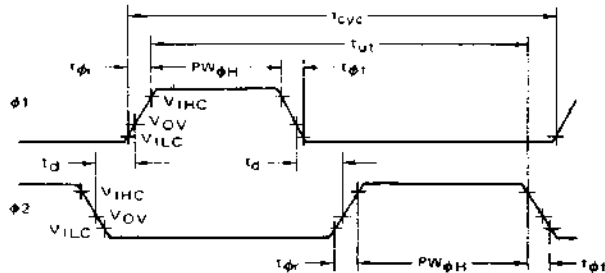 tcyc
tut
tφr PWφH tφf
φ1
VIHC
VOV
VILC
td td
φ2
VIHC
VOV
VILC
tφr PWφH tφf